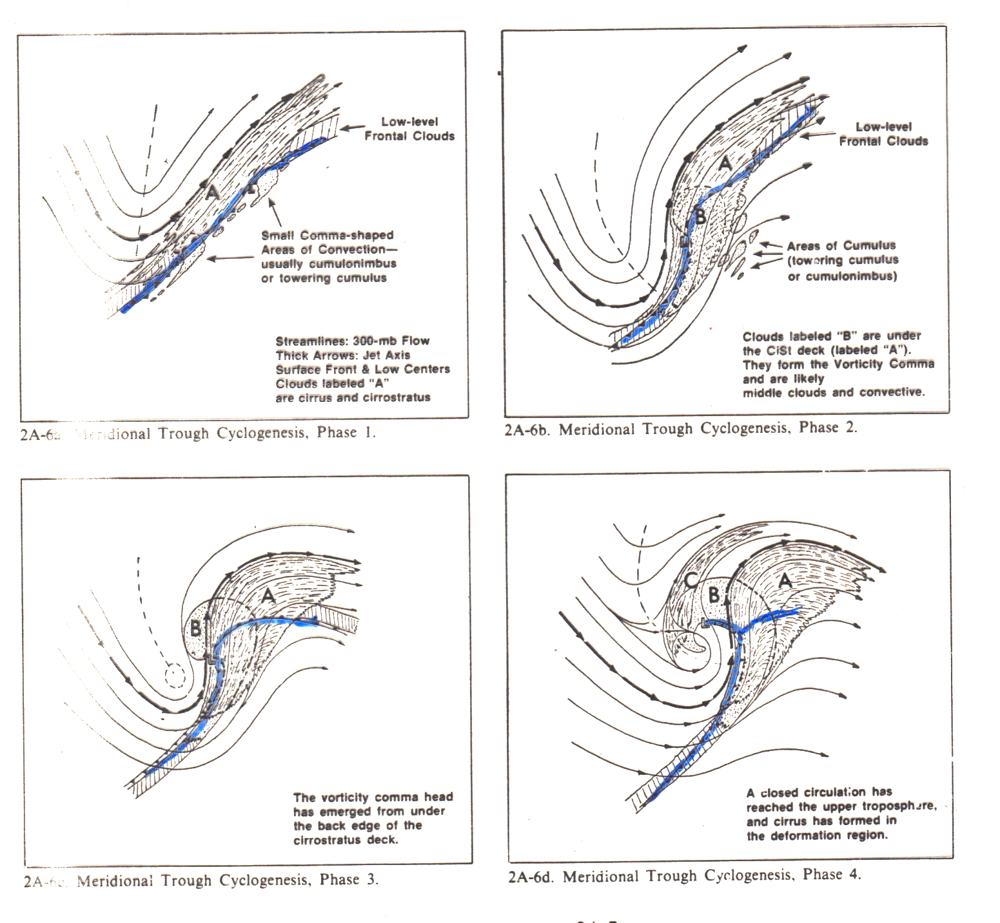 Low-level
Frontal Clouds
A
L
Small Comma-shaped
Areas of Convection—
usually cumulonimbus
or towering cumulus
Streamlines: 300-mb Flow
Thick Arrows: Jet Axis
Surface Front & Low Centers
Clouds labeled "A"
are cirrus and cirrostratus
2A-6a. Meridional Trough Cyclogenesis, Phase 1.
Low-level
Frontal Clouds
A
B
L
Areas of Cumulus
(towering cumulus
or cumulonimbus)
Clouds labeled "B" are under
the CiSt deck (labeled "A").
They form the Vorticity Comma
and are likely
middle clouds and convective.
2A-6b. Meridional Trough Cyclogenesis, Phase 2.
A
B
L
The vorticity comma head
has emerged from under
the back edge of the
cirrostratus deck.
2A-6c. Meridional Trough Cyclogenesis, Phase 3.
C
B
A
L
A closed circulation has
reached the upper troposphere,
and cirrus has formed in
the deformation region.
2A-6d. Meridional Trough Cyclogenesis, Phase 4.